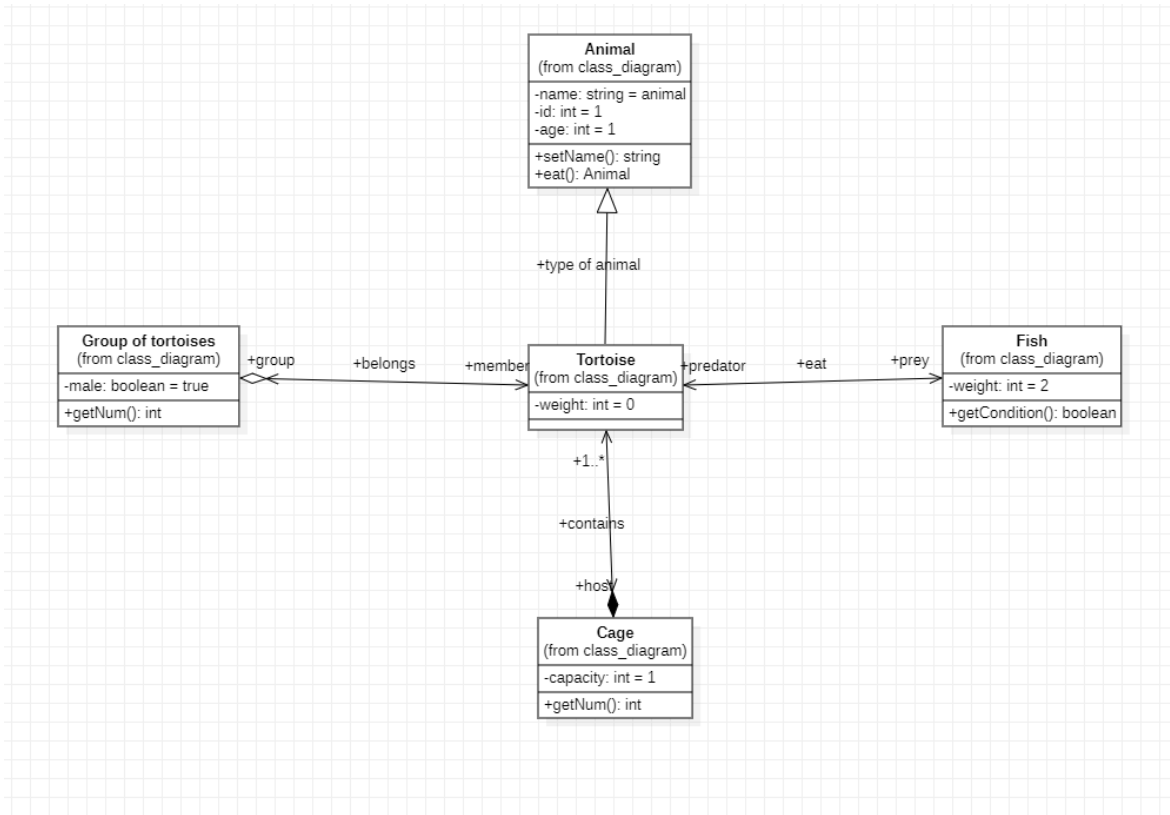 Animal
(from class_diagram)
-name: string = animal
-id: int = 1
-age: int = 1
+setName(): string
+eat(): Animal
+type of animal
Group of tortoises
(from class_diagram)
-male: boolean = true
+getNum(): int
+group
+belongs
+member
Tortoise
(from class_diagram)
-weight: int = 0
+predator
+eat
+prey
Fish
(from class_diagram)
-weight: int = 2
+getCondition(): boolean
+1..*
+contains
+host
Cage
(from class_diagram)
-capacity: int = 1
+getNum(): int